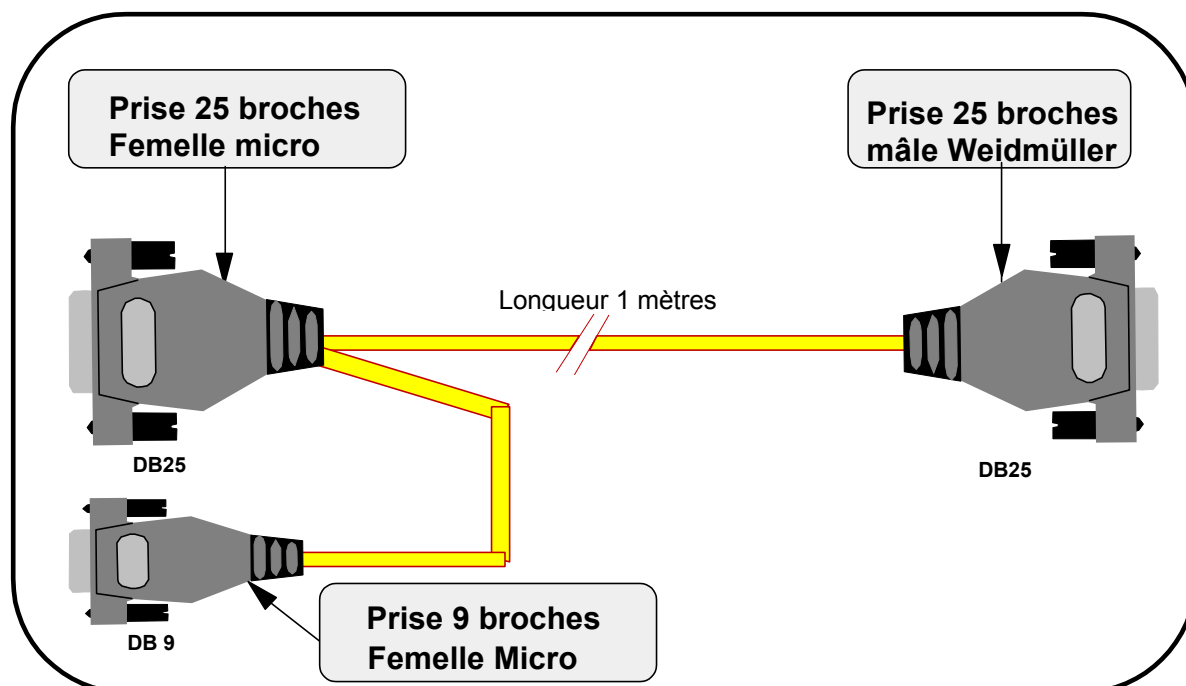 Prise 25 broches
Femelle micro
Prise 25 broches
mâle Weidmüller
Longueur 1 mètres
DB25
DB25
DB 9
Prise 9 broches
Femelle Micro